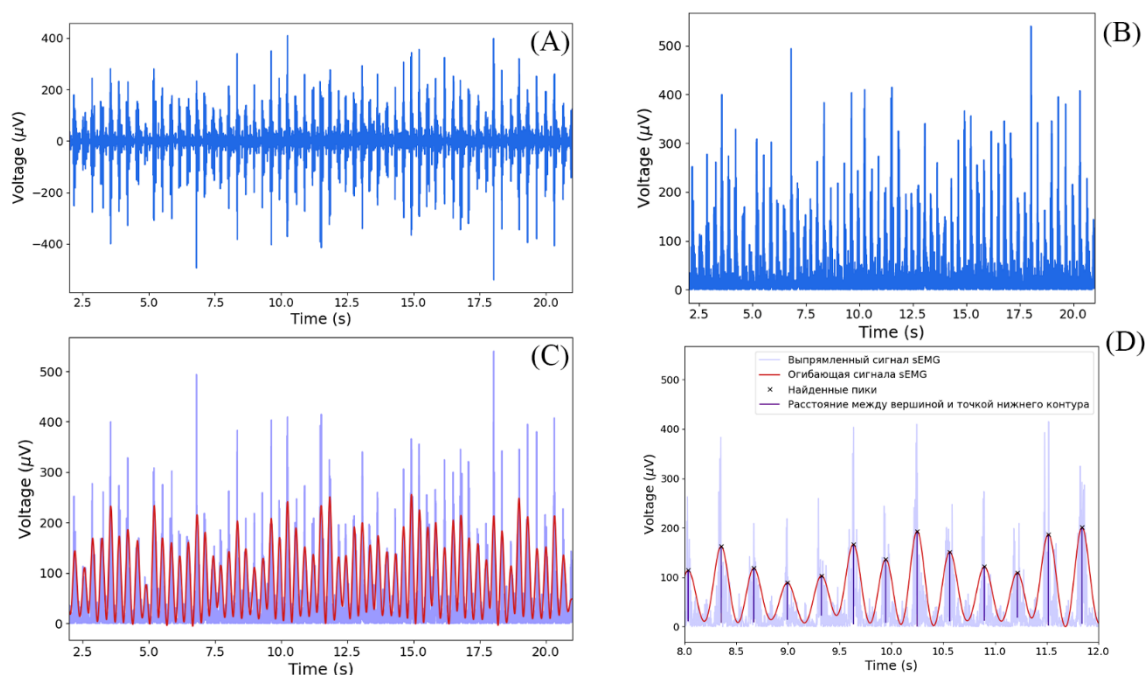 (A)
Voltage (μV)
400
200
0
−200
−400
2.5 5.0 7.5 10.0 12.5 15.0 17.5 20.0
Time (s)
(B)
Voltage (μV)
500
400
300
200
100
0
2.5 5.0 7.5 10.0 12.5 15.0 17.5 20.0
Time (s)
(C)
Voltage (μV)
500
400
300
200
100
0
2.5 5.0 7.5 10.0 12.5 15.0 17.5 20.0
Time (s)
(D)
Выпрямленный сигнал sEMG
Огибающая сигнала sEMG
Найденные пики
Расстояние между вершиной и точкой нижнего контура
Voltage (μV)
500
400
300
200
100
0
8.0 8.5 9.0 9.5 10.0 10.5 11.0 11.5 12.0
Time (s)